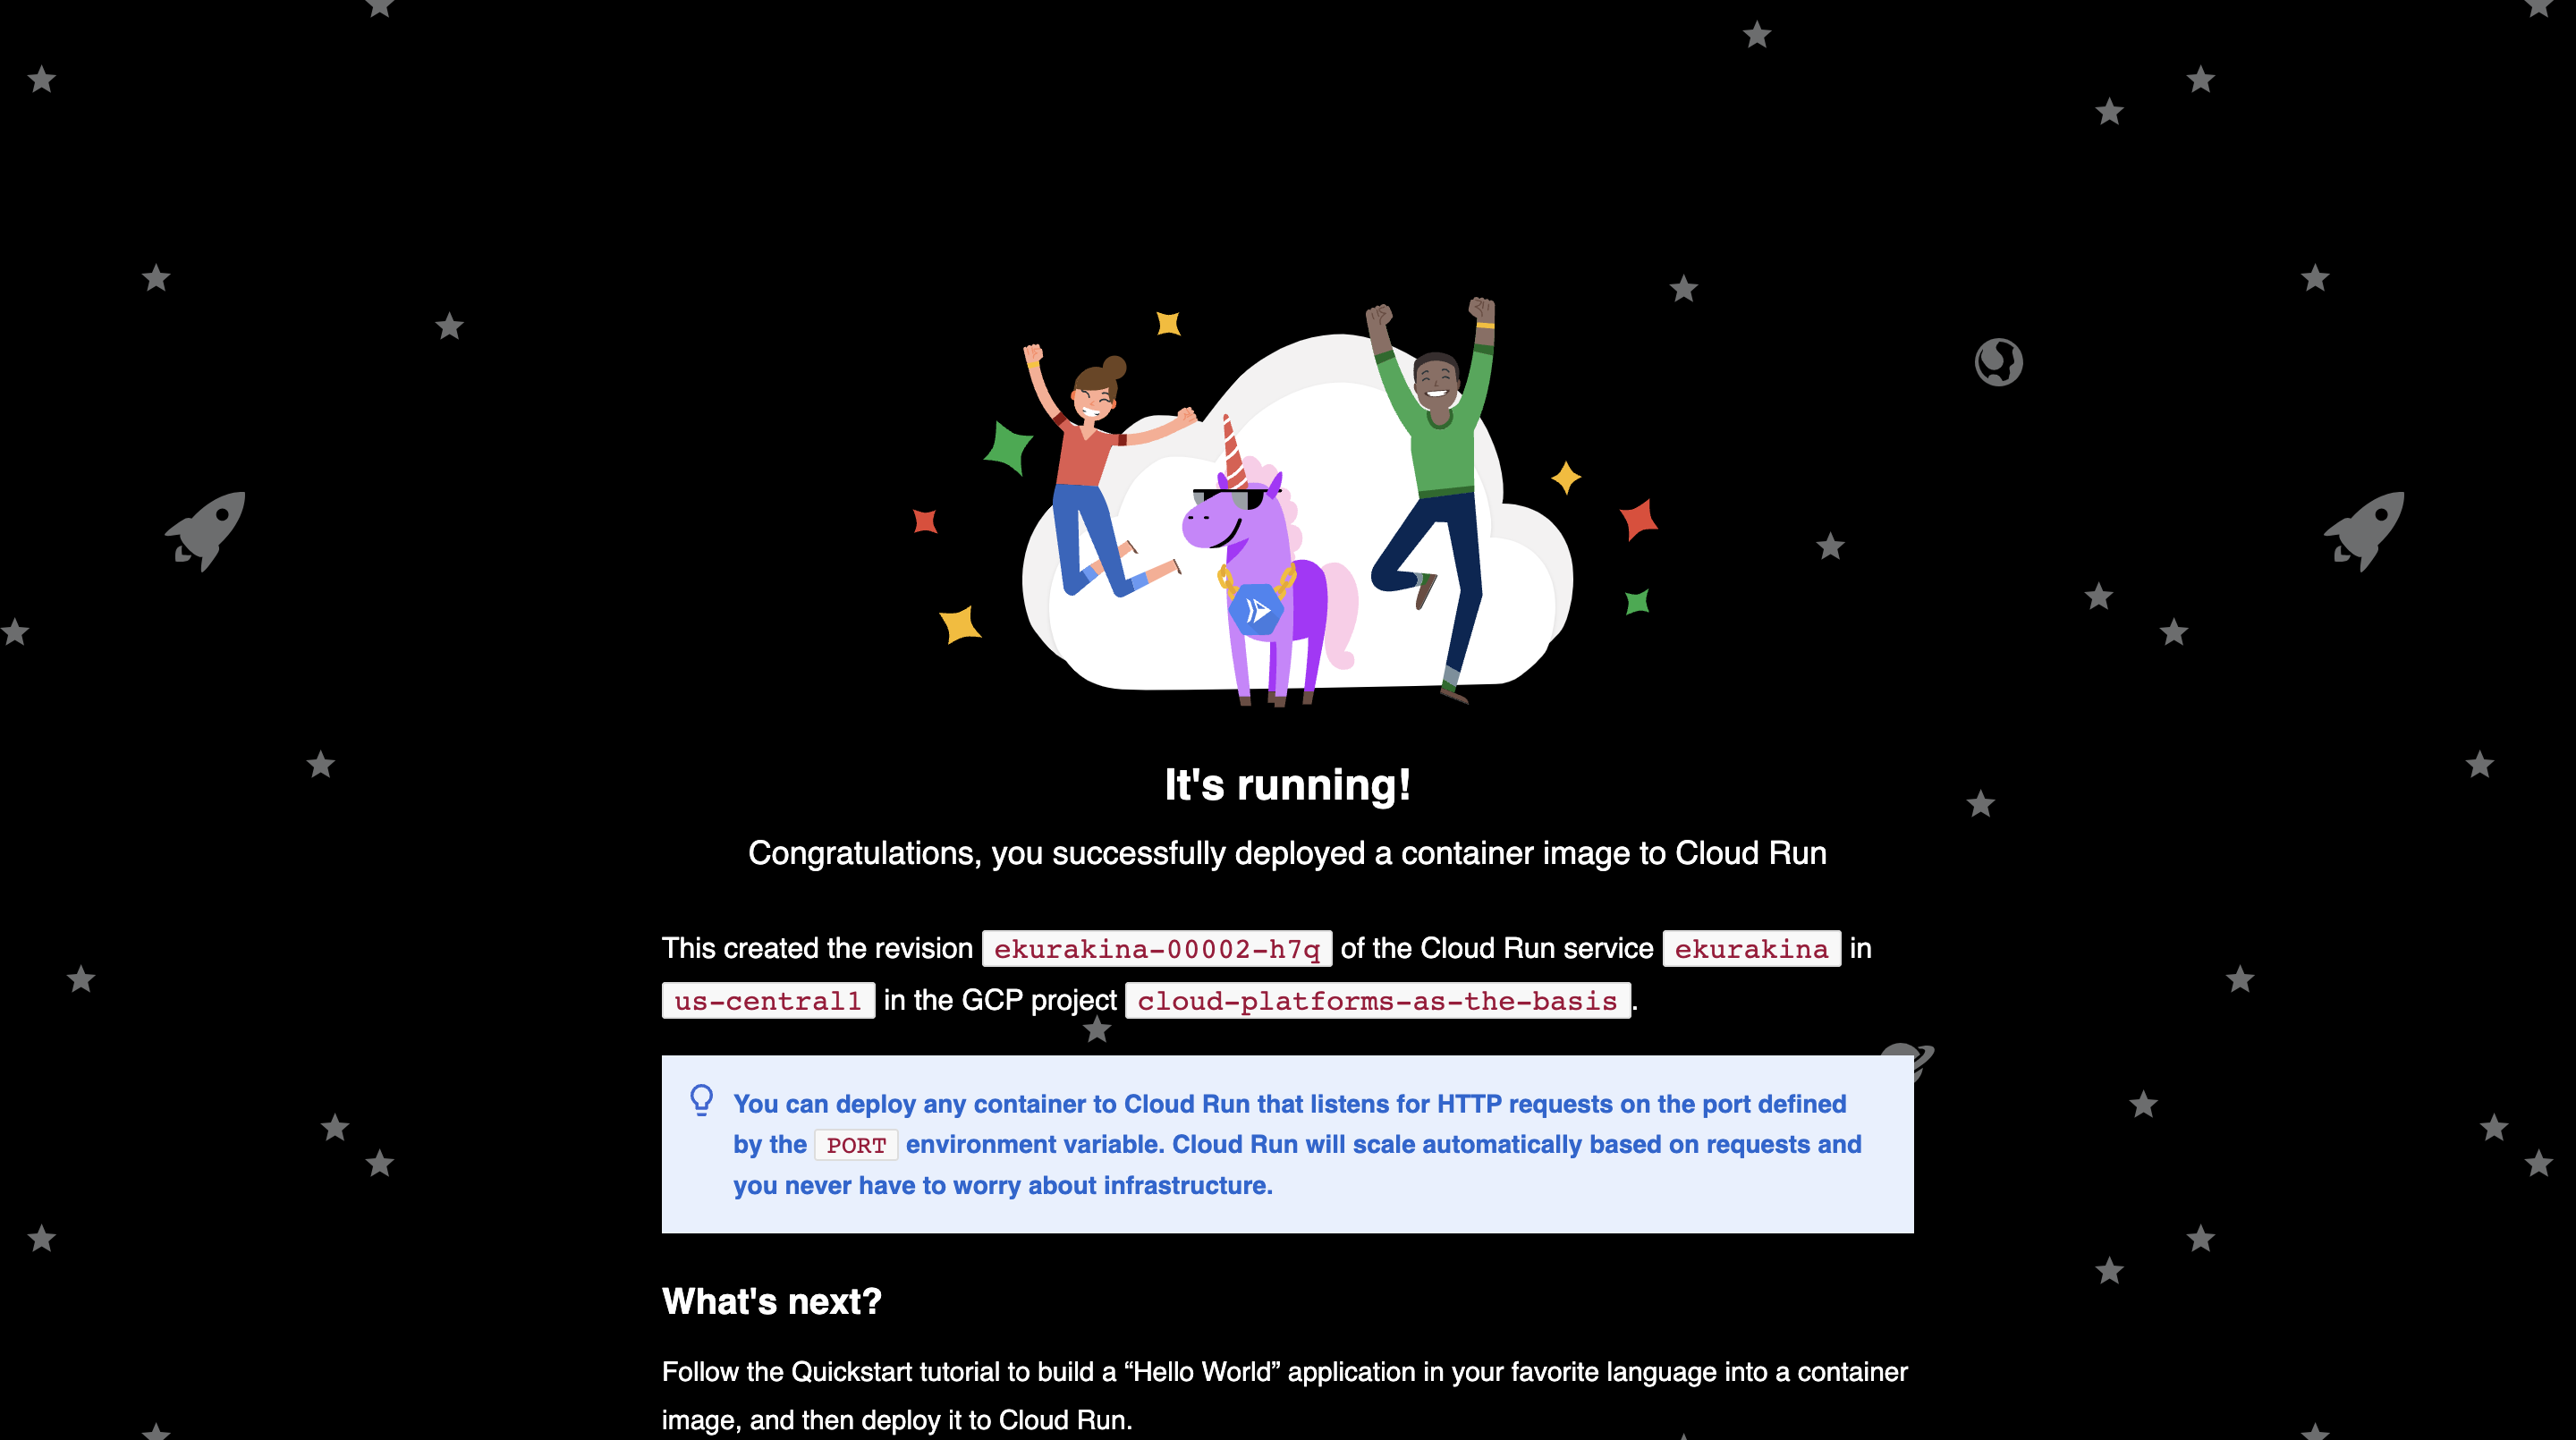 It's running!
Congratulations, you successfully deployed a container image to Cloud Run
This created the revision ekurakina-00002-h7q of the Cloud Run service ekurakina in
us-central1 in the GCP project cloud-platforms-as-the-basis.
You can deploy any container to Cloud Run that listens for HTTP requests on the port defined
by the PORT environment variable. Cloud Run will scale automatically based on requests and
you never have to worry about infrastructure.
What's next?
Follow the Quickstart tutorial to build a “Hello World” application in your favorite language into a container
image, and then deploy it to Cloud Run.